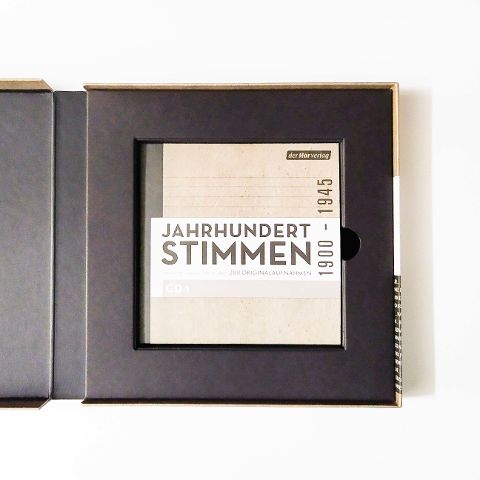 der Hörverlag
1900 - 1945
JAHRHUNDERT
STIMMEN
200 ORIGINALAUFNAHMEN
CD 1